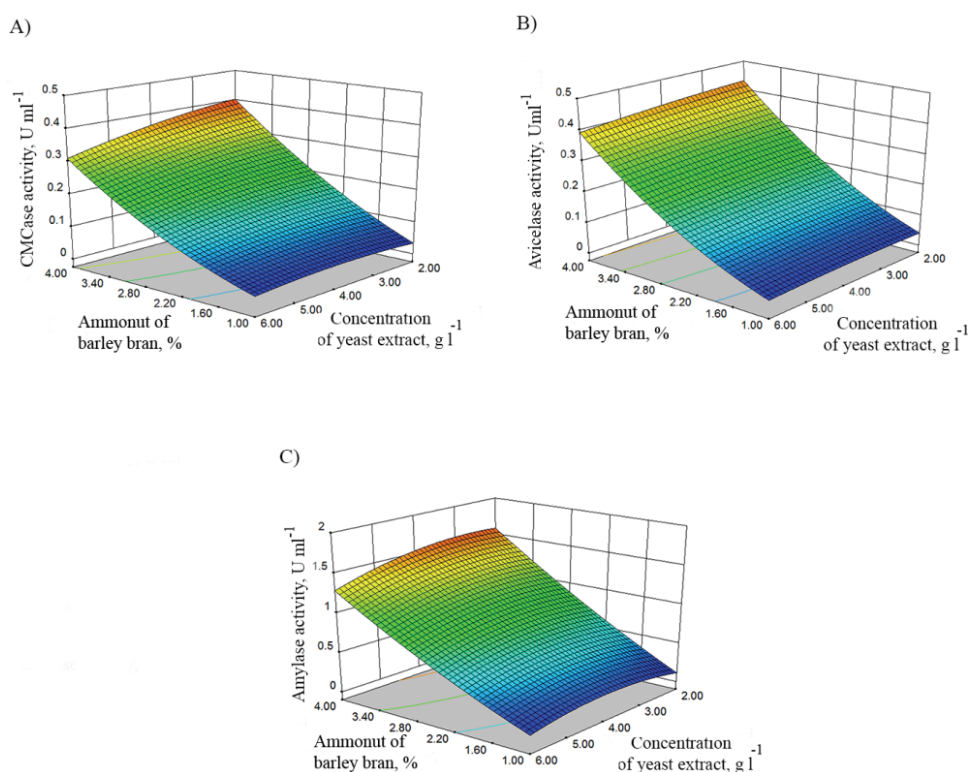 A)
CMCase activity, U ml-1
0.5
0.4
0.3
0.2
0.1
0
4.00
3.40
2.80
2.20
1.60
1.00
6.00
5.00
4.00
3.00
2.00
Ammonut of
barley bran, %
Concentration
of yeast extract, g l-1
B)
Avicelase activity, Uml-1
0.5
0.4
0.3
0.2
0.1
0
4.00
3.40
2.80
2.20
1.60
1.00
6.00
5.00
4.00
3.00
2.00
Ammonut of
barley bran, %
Concentration
of yeast extract, g l-1
C)
Amylase activity, U ml-1
2
1.5
1
0.5
0
4.00
3.40
2.80
2.20
1.60
1.00
6.00
5.00
4.00
3.00
2.00
Ammonut of
barley bran, %
Concentration
of yeast extract, g l-1